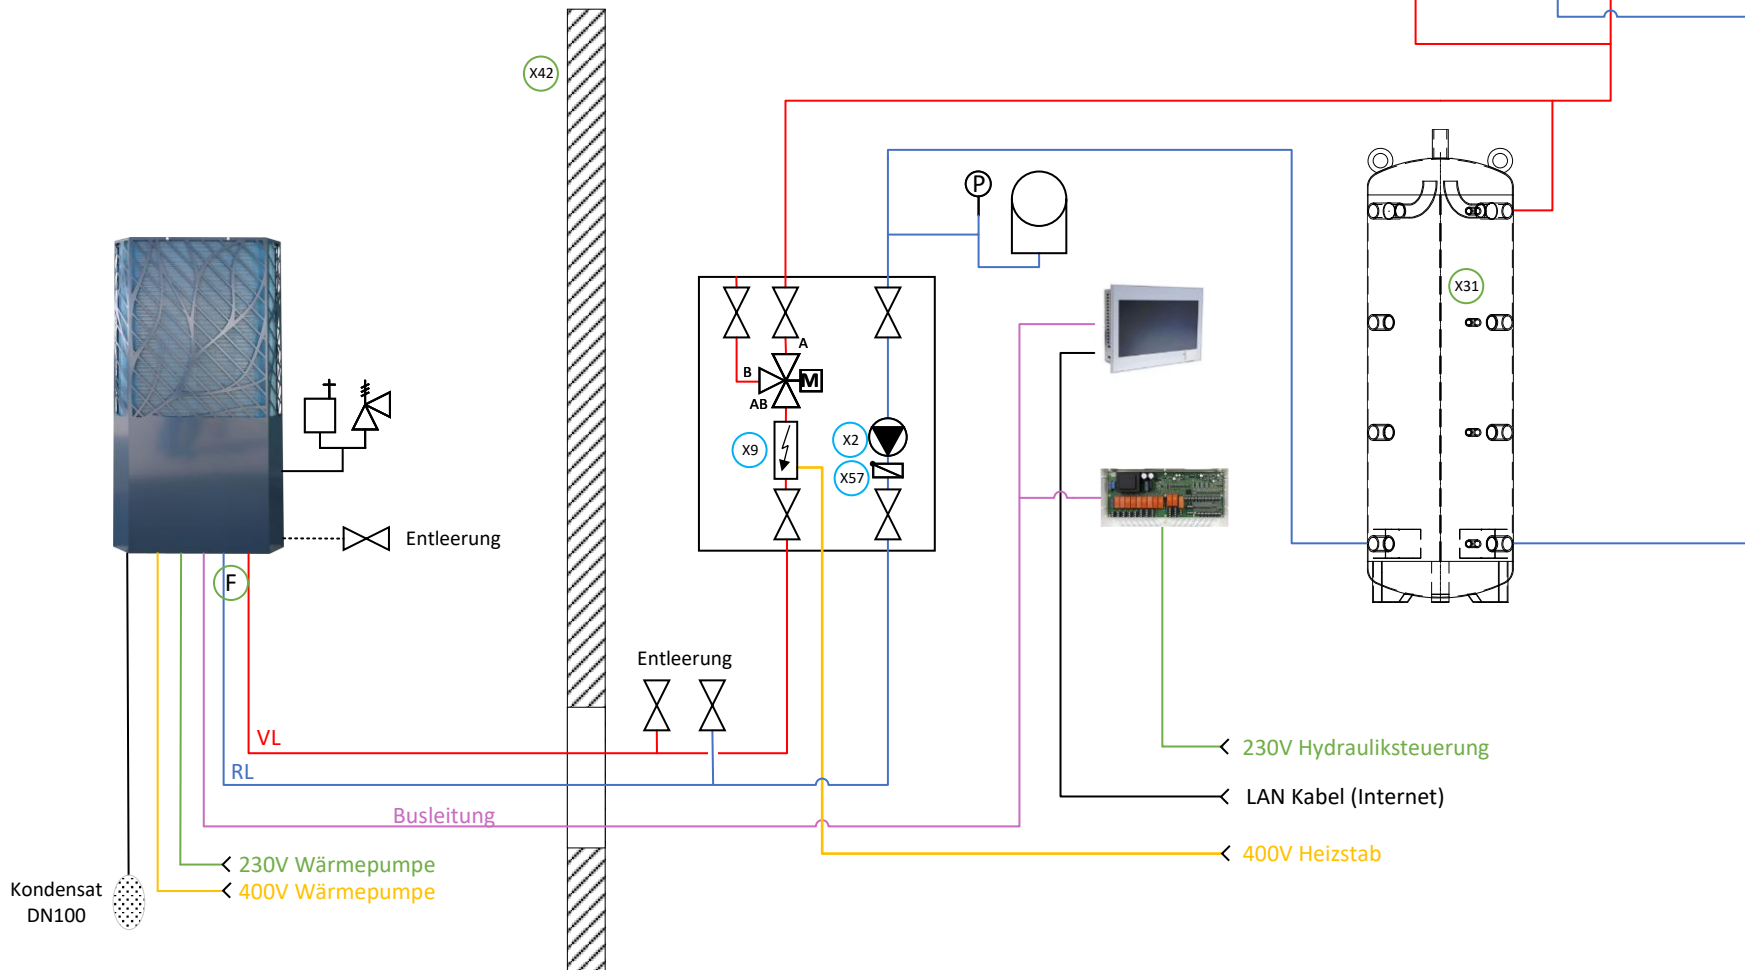 X42
P
X31
A
B
M
AB
X9
X2
X57
Entleerung
F
Entleerung
VL
RL
Busleitung
230V Hydrauliksteuerung
LAN Kabel (Internet)
400V Heizstab
230V Wärmepumpe
400V Wärmepumpe
Kondensat
DN100